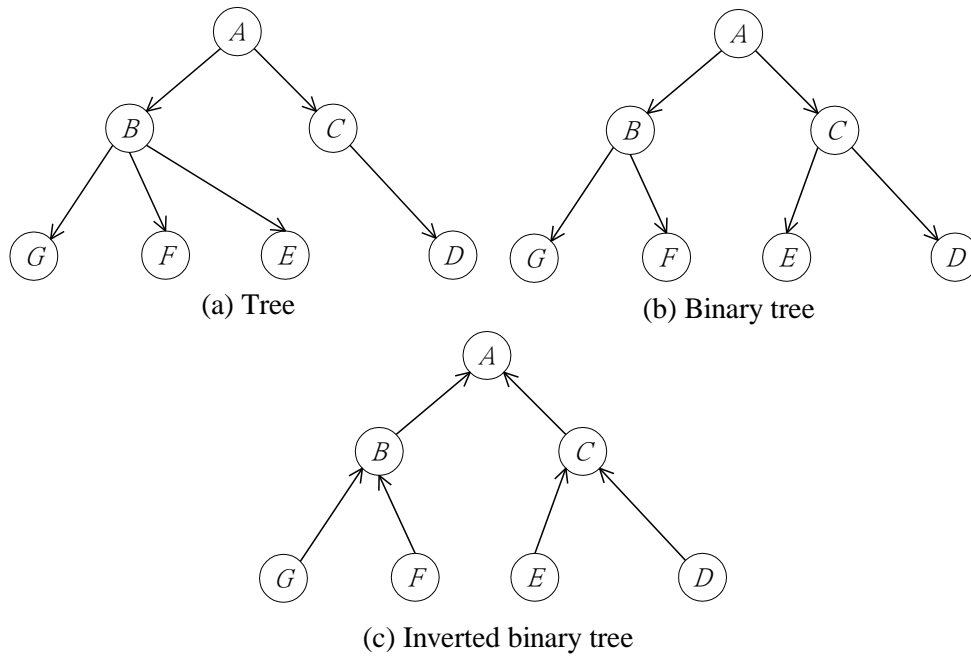 A A
B C B C
G F E D G F E D
(a) Tree (b) Binary tree
A
B C
G F E D
(c) Inverted binary tree